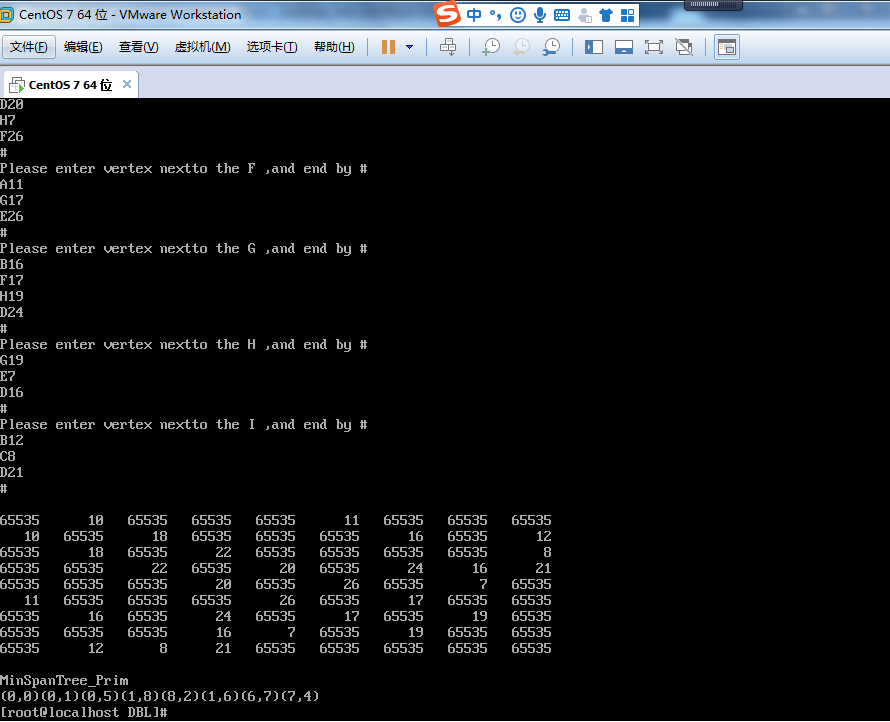 CentOS 7 64 位 - VMware Workstation
中
文件(F) 编辑(E) 查看(V) 虚拟机(M) 选项卡(T) 帮助(H)
CentOS 7 64 位
D20
H7
F26
#
Please enter vertex nextto the F ,and end by #
A11
G17
E26
#
Please enter vertex nextto the G ,and end by #
B16
F17
H19
D24
#
Please enter vertex nextto the H ,and end by #
G19
E7
D16
#
Please enter vertex nextto the I ,and end by #
B12
C8
D21
#
65535 10 65535 65535 65535 11 65535 65535 65535
10 65535 18 65535 65535 65535 16 65535 12
65535 18 65535 22 65535 65535 65535 65535 8
65535 65535 22 65535 20 65535 24 16 21
65535 65535 65535 20 65535 26 65535 7 65535
11 65535 65535 65535 26 65535 17 65535 65535
65535 16 65535 24 65535 17 65535 19 65535
65535 65535 65535 16 7 65535 19 65535 65535
65535 12 8 21 65535 65535 65535 65535 65535
MinSpanTree_Prim
(0,0)(0,1)(0,5)(1,8)(8,2)(1,6)(6,7)(7,4)
[root@localhost DBL]#